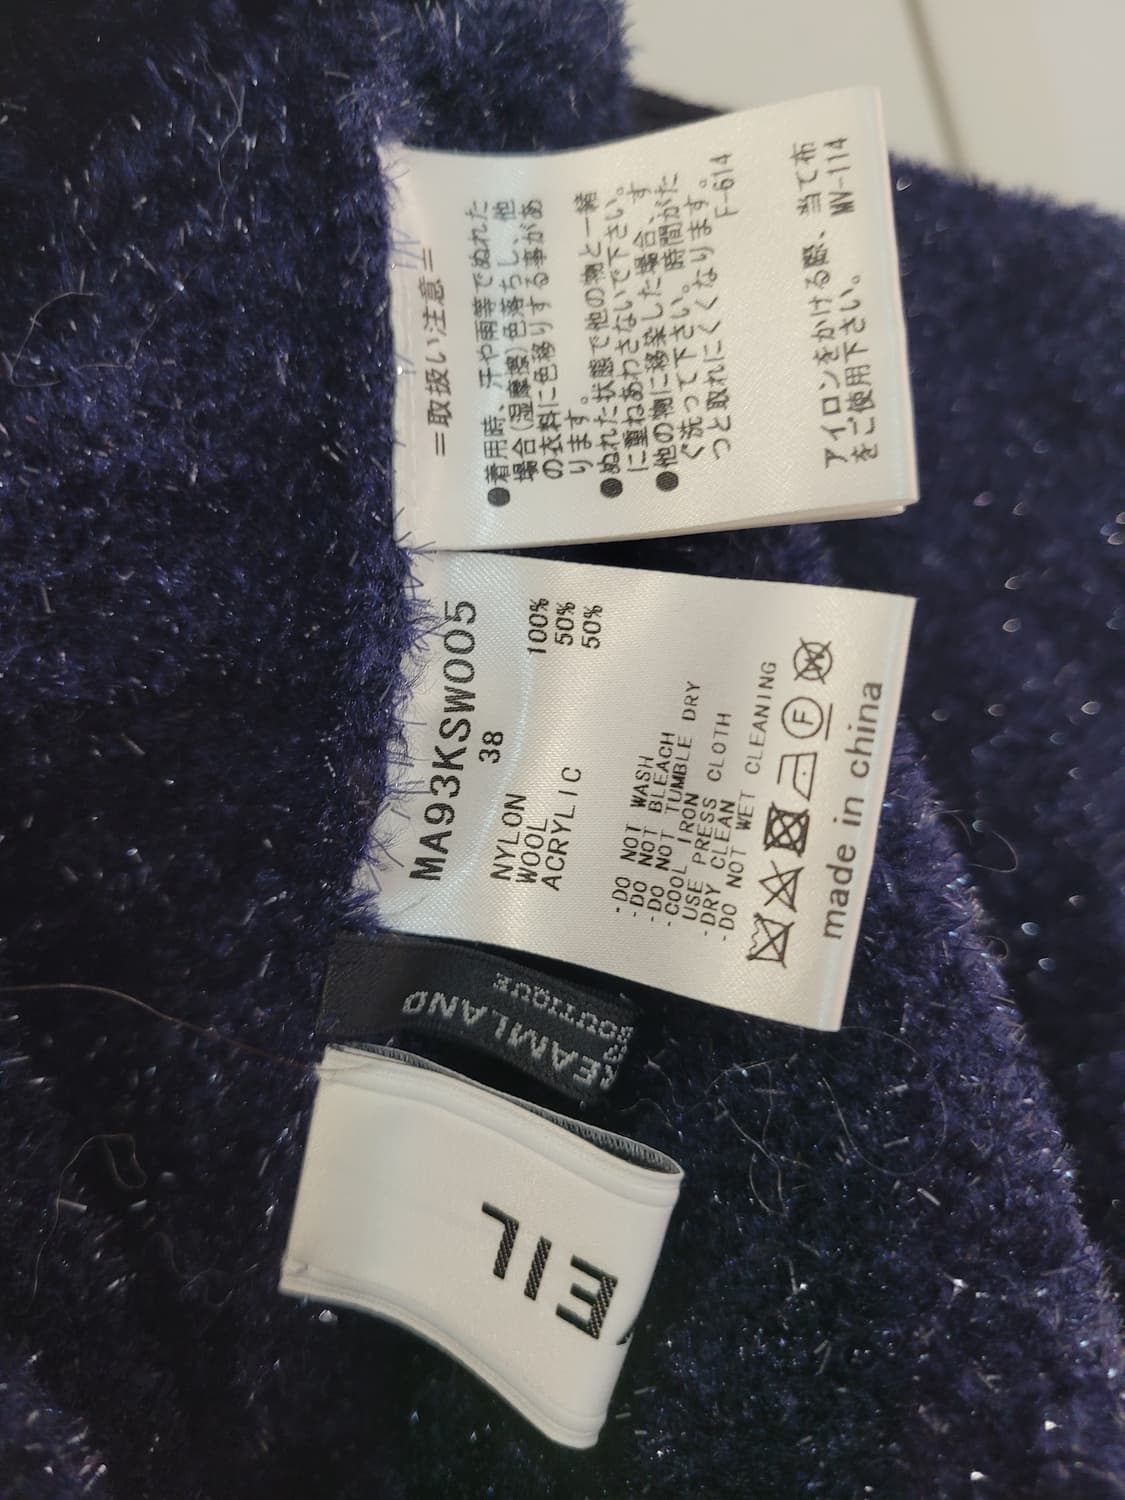 =取扱い注意=
●着用時、汗や雨等でぬれた
場合(湿摩擦)色落ちし、他
の衣料に色移りする事があ
ります。
●ぬれた状態で他の物と一緒
に重ねあわさないで下さい。
●他の物に移染した場合、す
ぐ洗って下さい。時間がた
つと取れにくくなります。
F-614
アイロンをかける際、当て布
をご使用下さい。 WV-114
MA93KSW005
38
NYLON 100%
WOOL 50%
ACRYLIC 50%
-DO NOT WASH
-DO NOT BLEACH
-DO NOT TUMBLE DRY
-COOL IRON
USE PRESS CLOTH
-DRY CLEAN
-DO NOT WET CLEANING
F
W
made in china
EAMLAND
BOUTIQUE
EIL